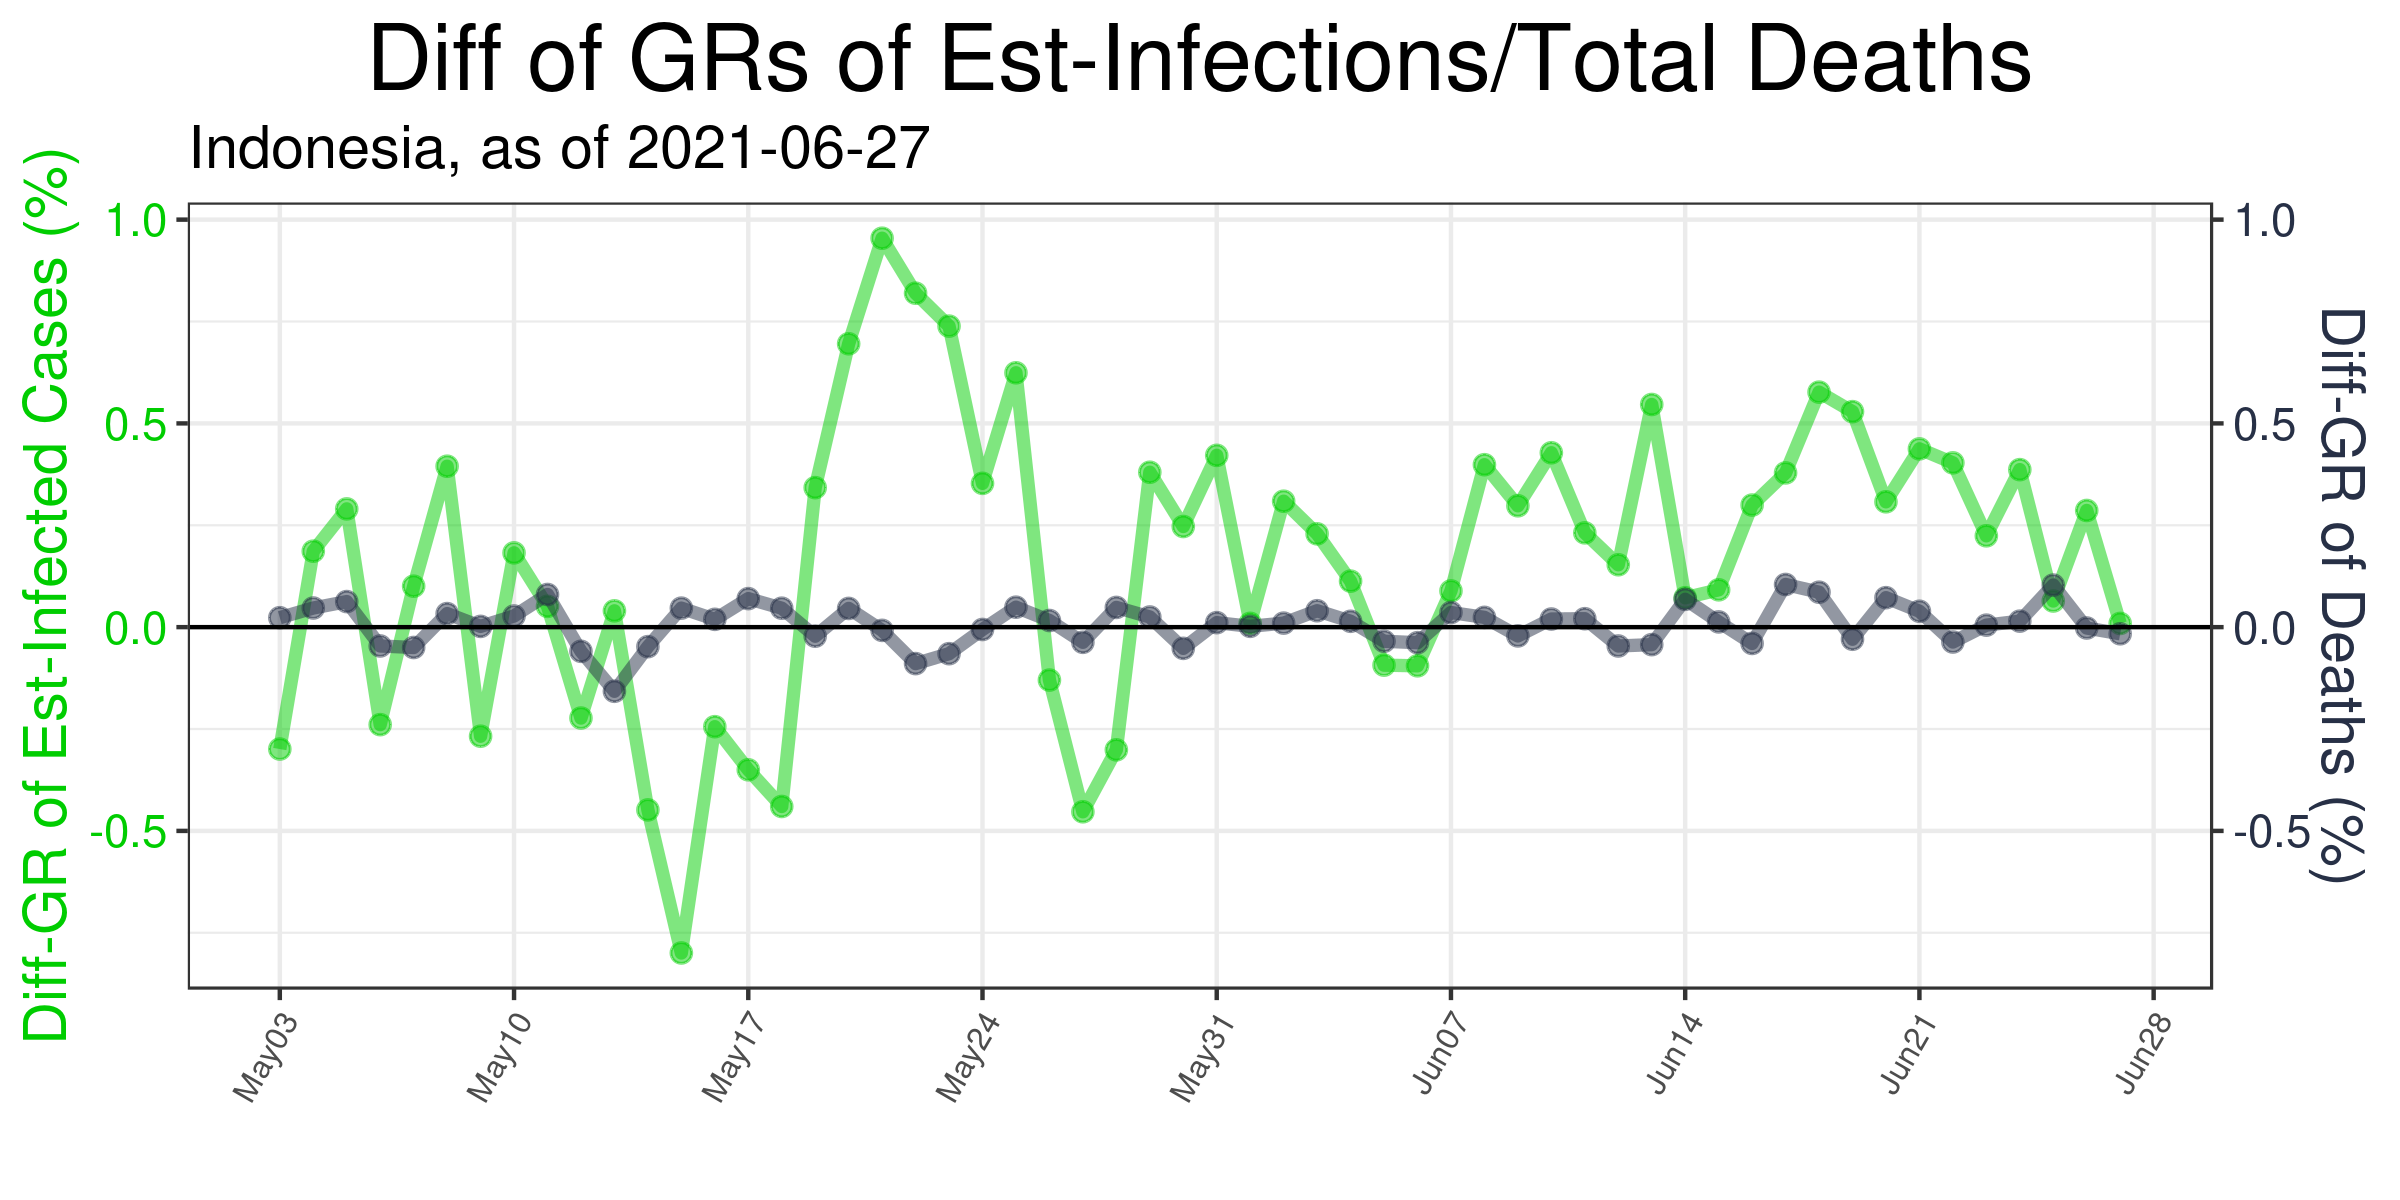 Diff of GRs of Est-Infections/Total Deaths
Indonesia, as of 2021-06-27
Diff-GR of Est-Infected Cases (%)
1.0
0.5
0.0
-0.5
1.0
0.5
0.0
-0.5
Diff-GR of Deaths (%)
May03
May10
May17
May24
May31
Jun07
Jun14
Jun21
Jun28